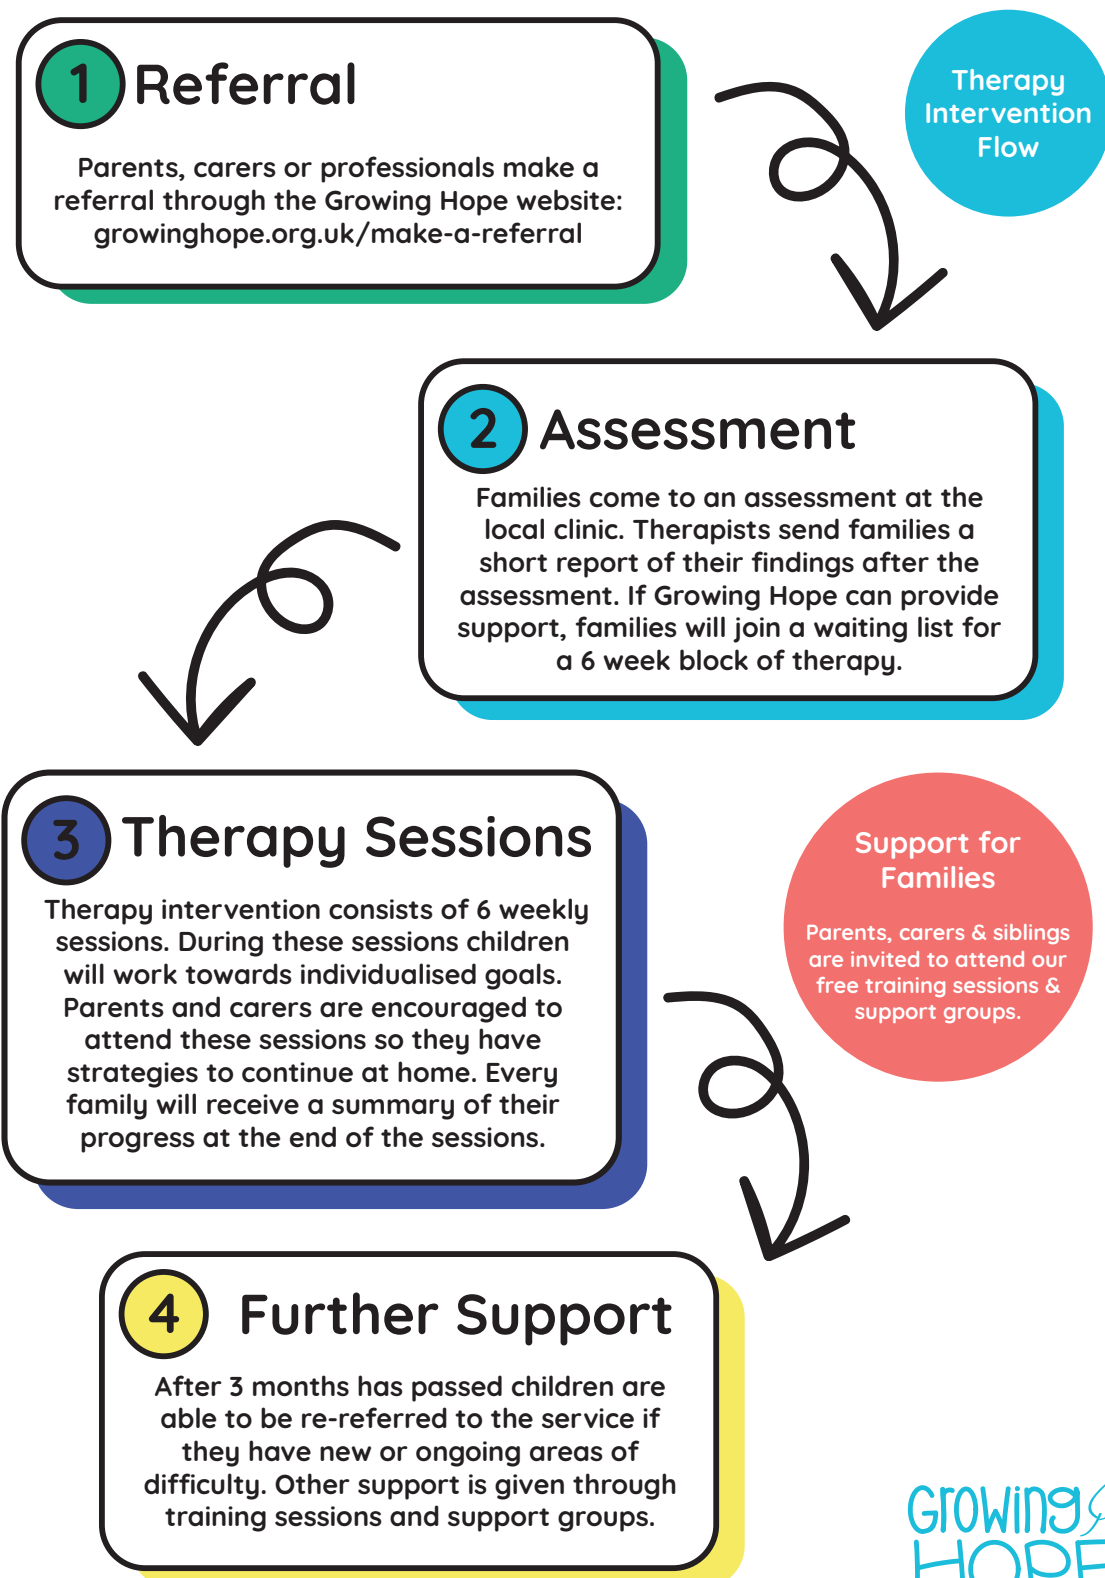 1 Referral
Parents, carers or professionals make a
referral through the Growing Hope website:
growinghope.org.uk/make-a-referral
Therapy
Intervention
Flow
2 Assessment
Families come to an assessment at the
local clinic. Therapists send families a
short report of their findings after the
assessment. If Growing Hope can provide
support, families will join a waiting list for
a 6 week block of therapy.
3 Therapy Sessions
Therapy intervention consists of 6 weekly
sessions. During these sessions children
will work towards individualised goals.
Parents and carers are encouraged to
attend these sessions so they have
strategies to continue at home. Every
family will receive a summary of their
progress at the end of the sessions.
Support for
Families
Parents, carers & siblings
are invited to attend our
free training sessions &
support groups.
4 Further Support
After 3 months has passed children are
able to be re-referred to the service if
they have new or ongoing areas of
difficulty. Other support is given through
training sessions and support groups.
Growing
HOPE